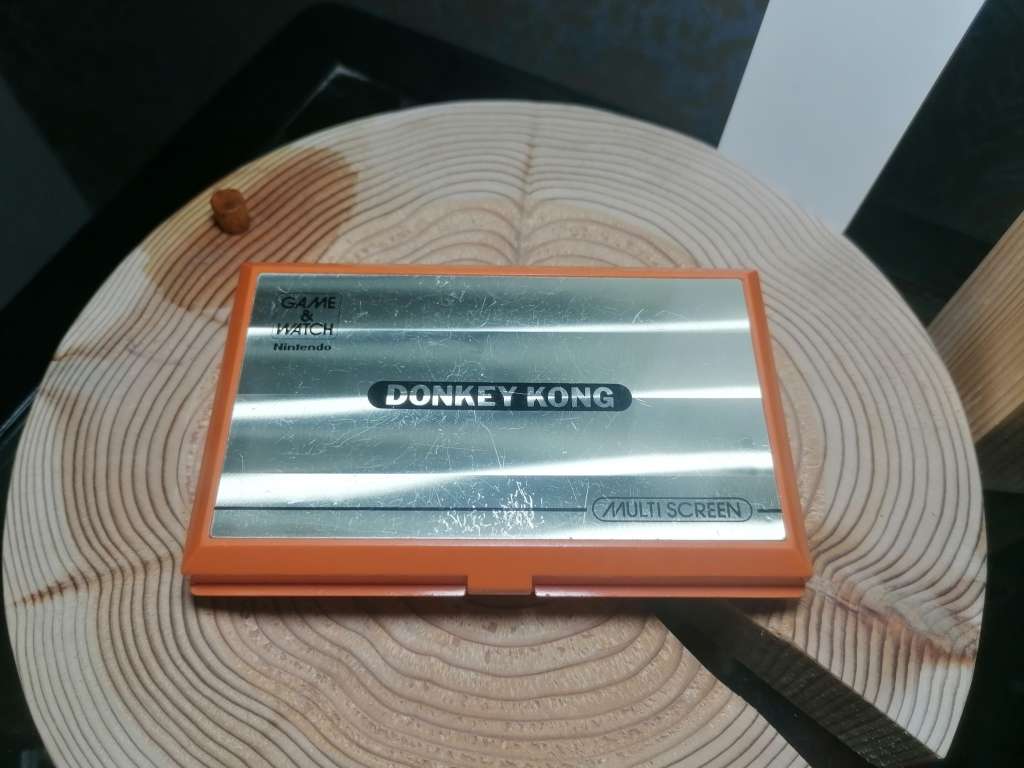 GAME
&
WATCH
Nintendo
DONKEY KONG
MULTI SCREEN